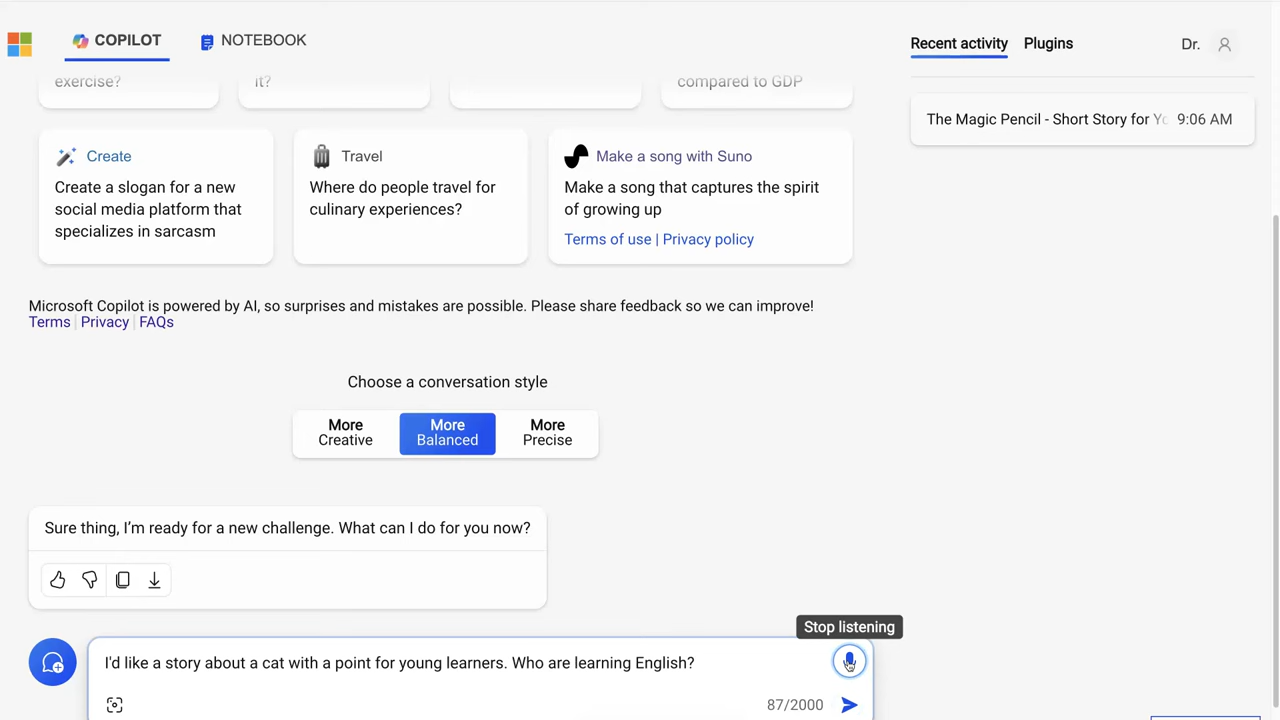 COPILOT
NOTEBOOK
Recent activity
Plugins
Dr.
exercise?
it?
compared to GDP
The Magic Pencil - Short Story for Yo
9:06 AM
Create
Create a slogan for a new
social media platform that
specializes in sarcasm
Travel
Where do people travel for
culinary experiences?
Make a song with Suno
Make a song that captures the spirit
of growing up
Terms of use | Privacy policy
Microsoft Copilot is powered by AI, so surprises and mistakes are possible. Please share feedback so we can improve!
Terms | Privacy | FAQs
Choose a conversation style
More
Creative
More
Balanced
More
Precise
Sure thing, I'm ready for a new challenge. What can I do for you now?
Stop listening
I'd like a story about a cat with a point for young learners. Who are learning English?
87/2000